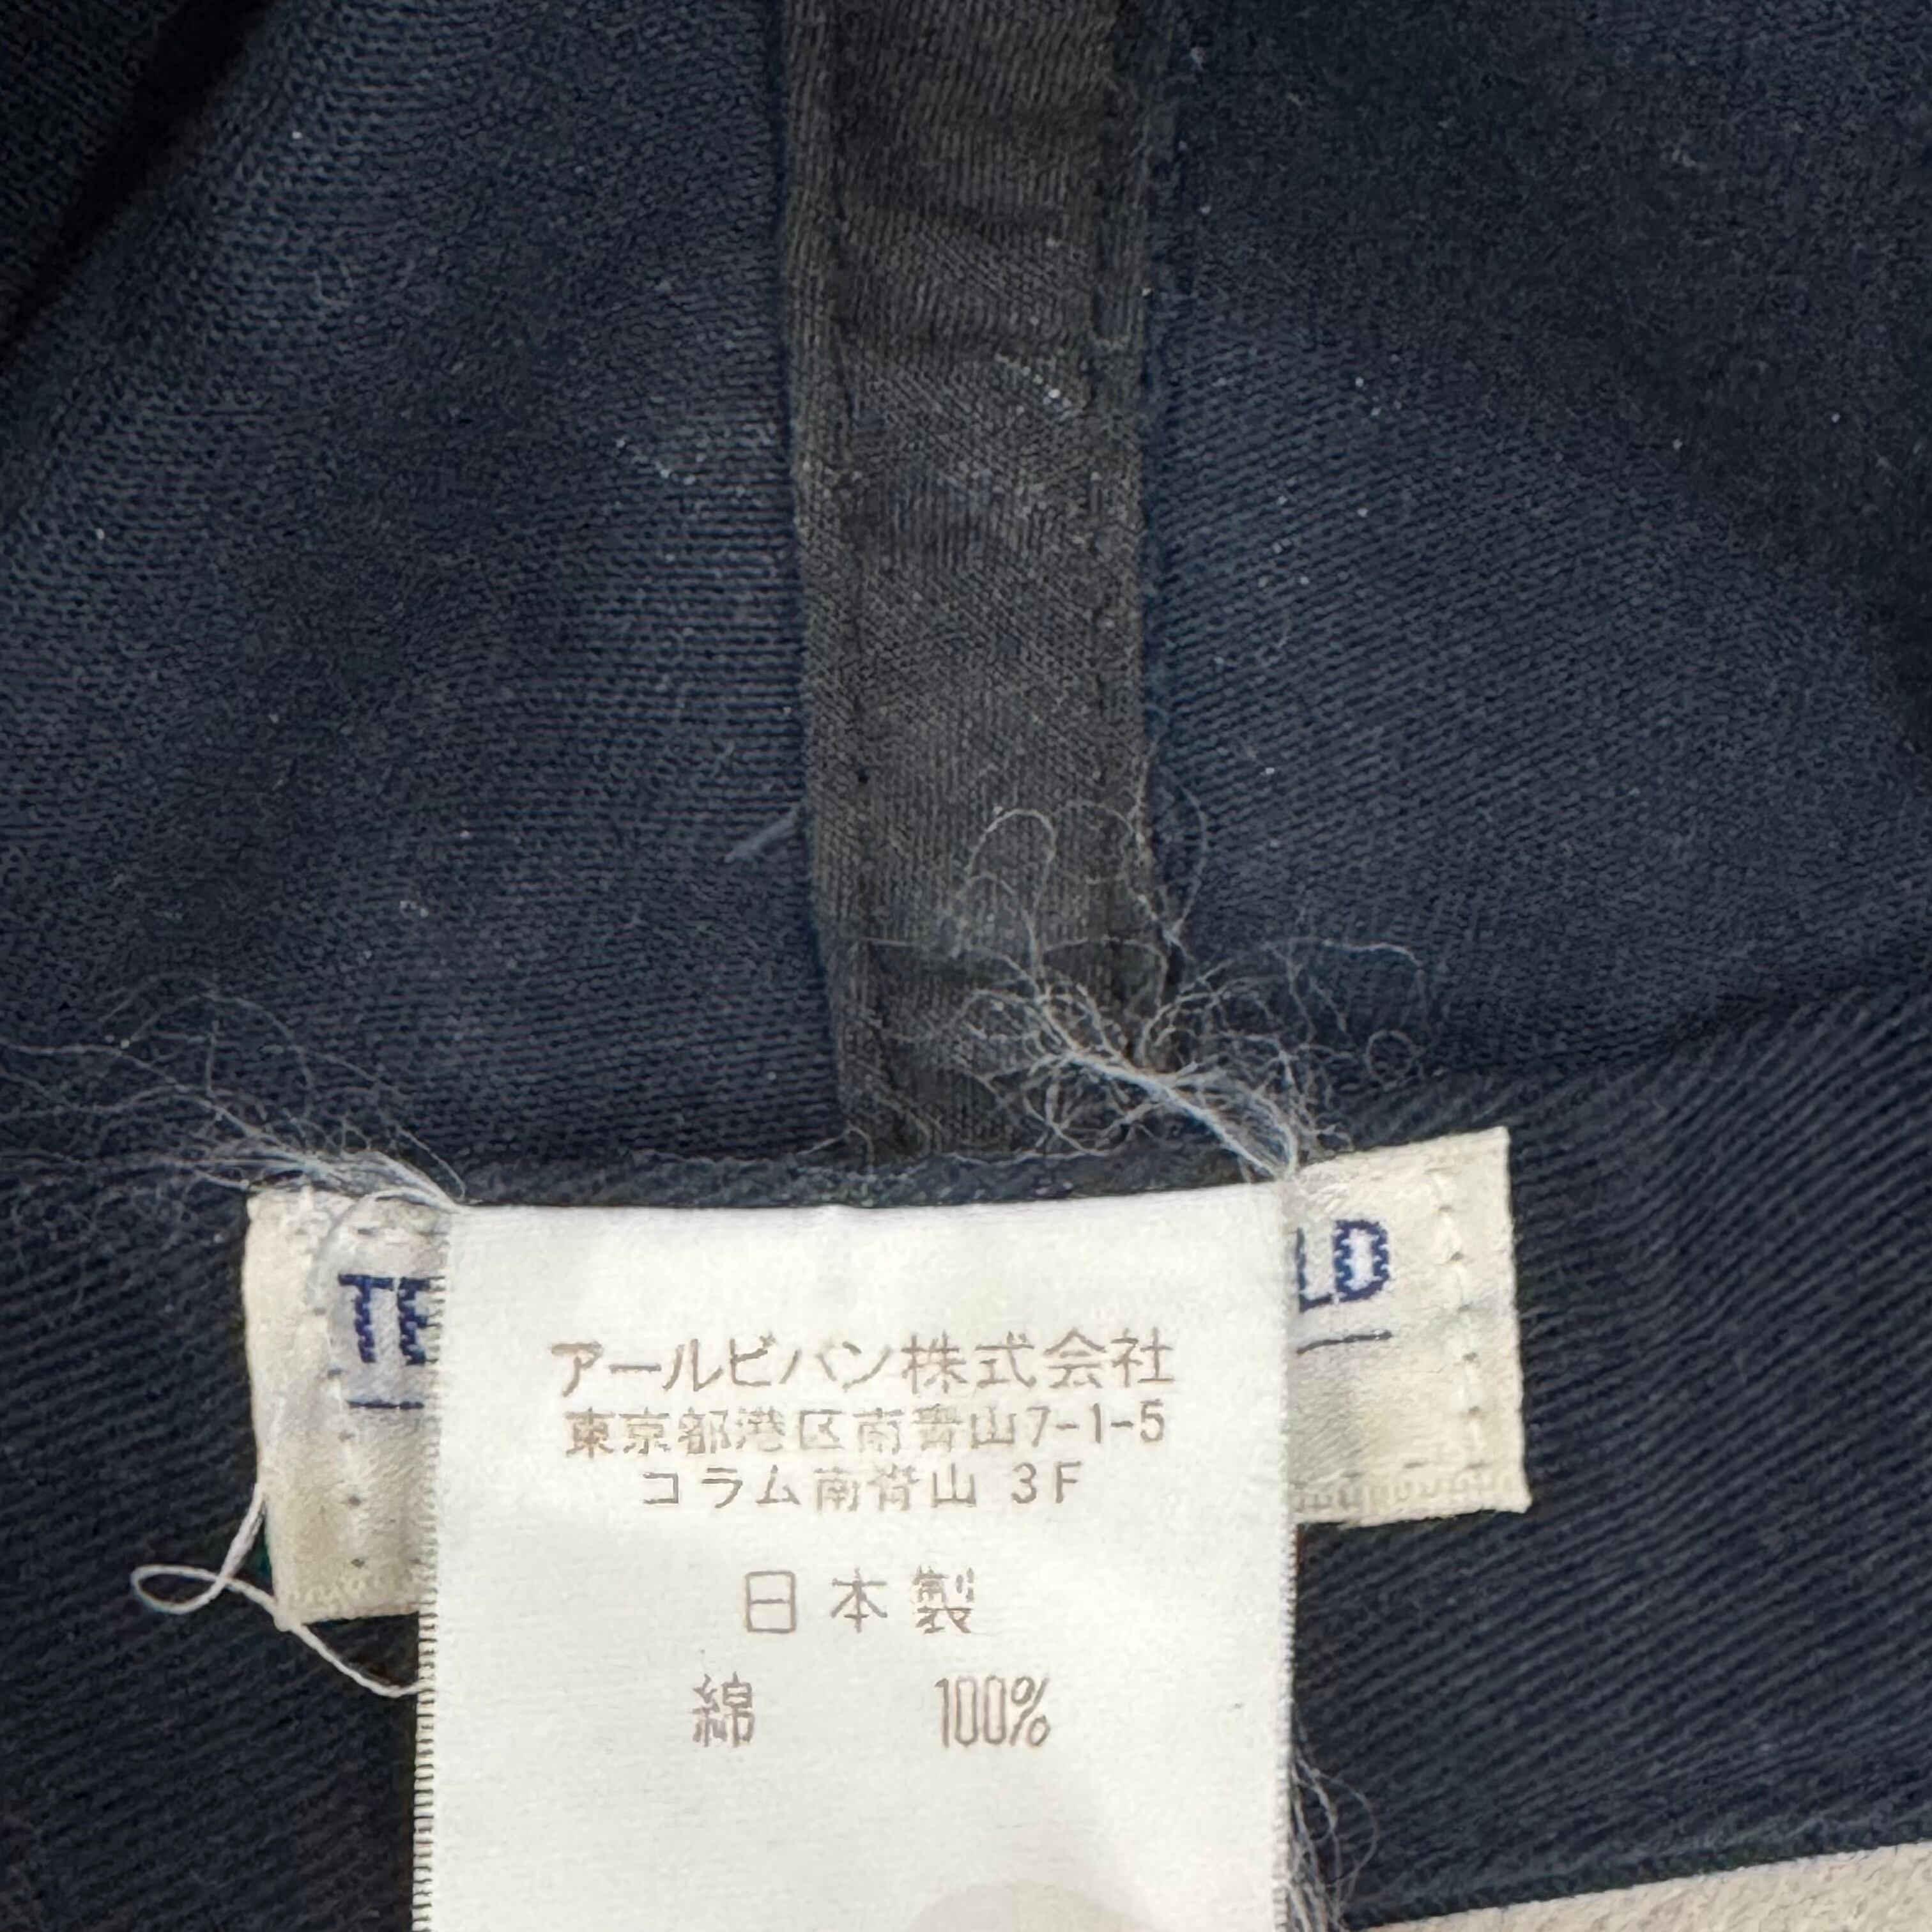 アールビバン株式会社
東京都港区南青山7-1-5
コラム南青山 3F
日本製
綿 100%